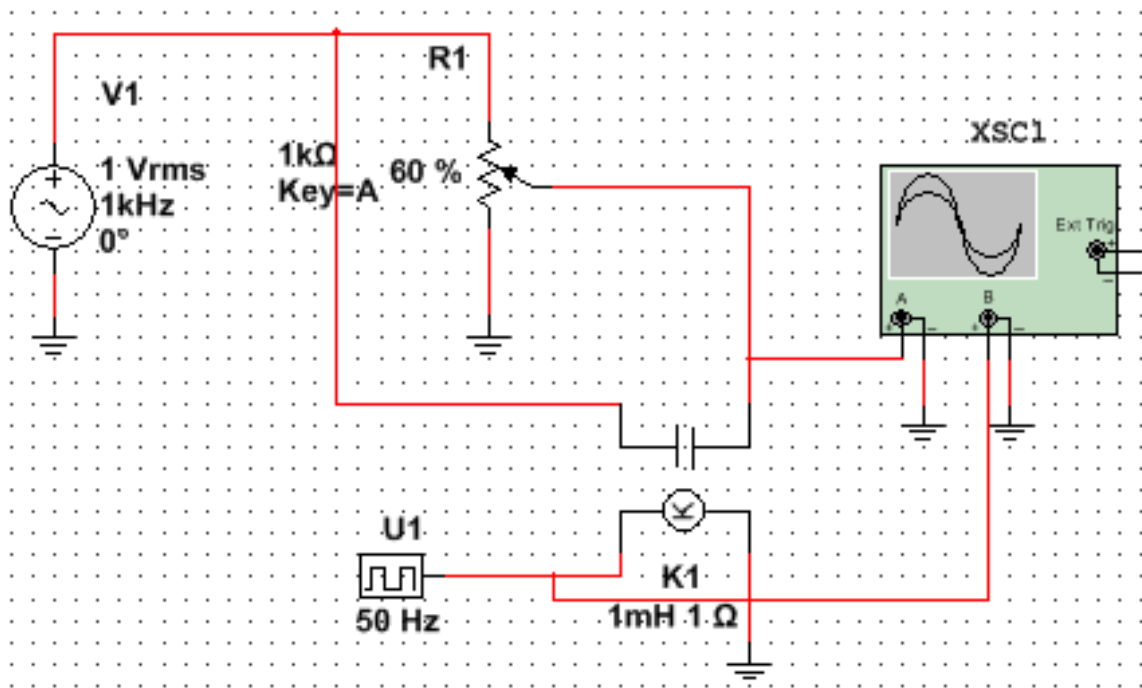 R1
V1
1 Vrms
1kHz
0°
1kΩ
Key=A
60 %
XSC1
Ext Trig
+
−
A
B
+
−
+
−
U1
50 Hz
K
K1
1mH 1 Ω